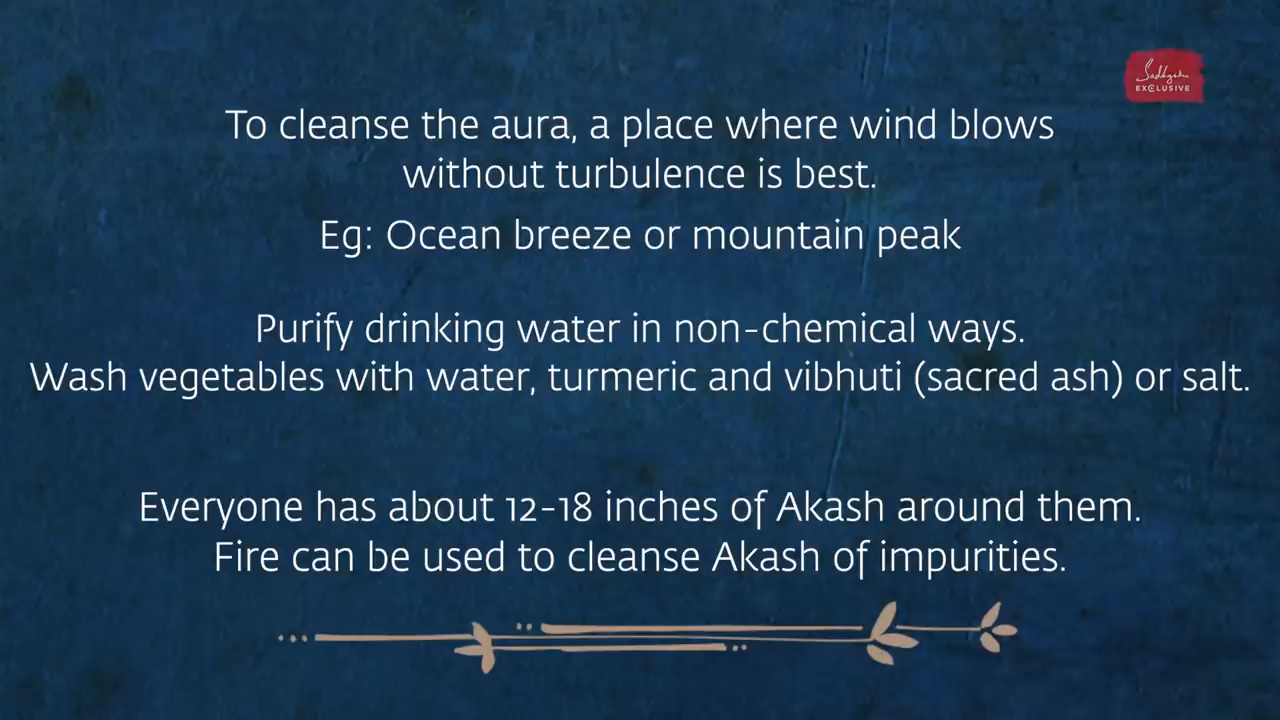 Sadhguru
EXCLUSIVE
To cleanse the aura, a place where wind blows
without turbulence is best.
Eg: Ocean breeze or mountain peak
Purify drinking water in non-chemical ways.
Wash vegetables with water, turmeric and vibhuti (sacred ash) or salt.
Everyone has about 12-18 inches of Akash around them.
Fire can be used to cleanse Akash of impurities.